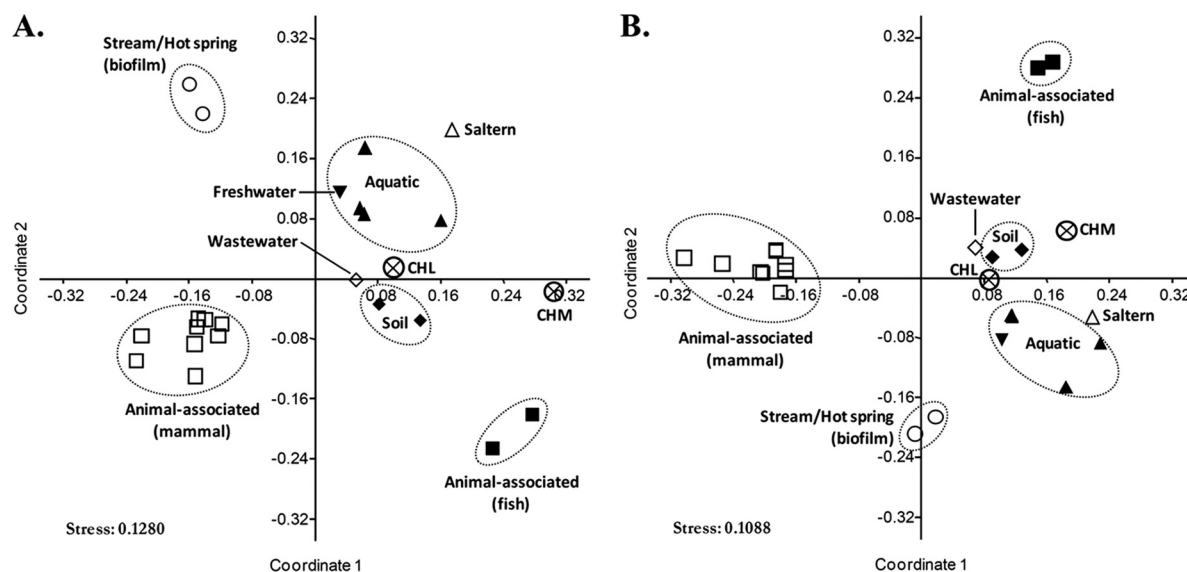 A.
Stream/Hot spring
(biofilm)
0.32
0.24
Saltern
0.16
Aquatic
Freshwater
0.08
Wastewater
CHL
Coordinate 2
-0.32 -0.24 -0.16 -0.08 0.08 0.16 0.24 0.32
CHM
Soil
-0.08
Animal-associated
(mammal)
-0.16
-0.24
Animal-associated
(fish)
-0.32
Stress: 0.1280
Coordinate 1
B.
0.32
0.24
Animal-associated
(fish)
0.16
Wastewater
0.08
Soil
CHM
CHL
Coordinate 2
-0.32 -0.24 -0.16 -0.08 0.08 0.16 0.24 0.32
Saltern
Animal-associated
(mammal)
-0.08
Aquatic
-0.16
Stream/Hot spring
(biofilm)
-0.24
-0.32
Stress: 0.1088
Coordinate 1